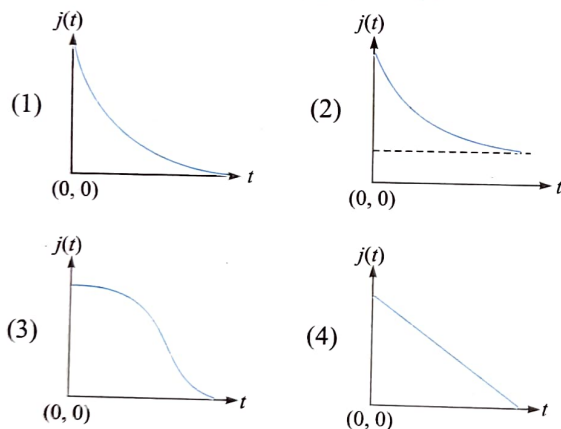 j(t)
(1)
t
(0, 0)
j(t)
(2)
t
(0, 0)
j(t)
(3)
t
(0, 0)
j(t)
(4)
t
(0, 0)